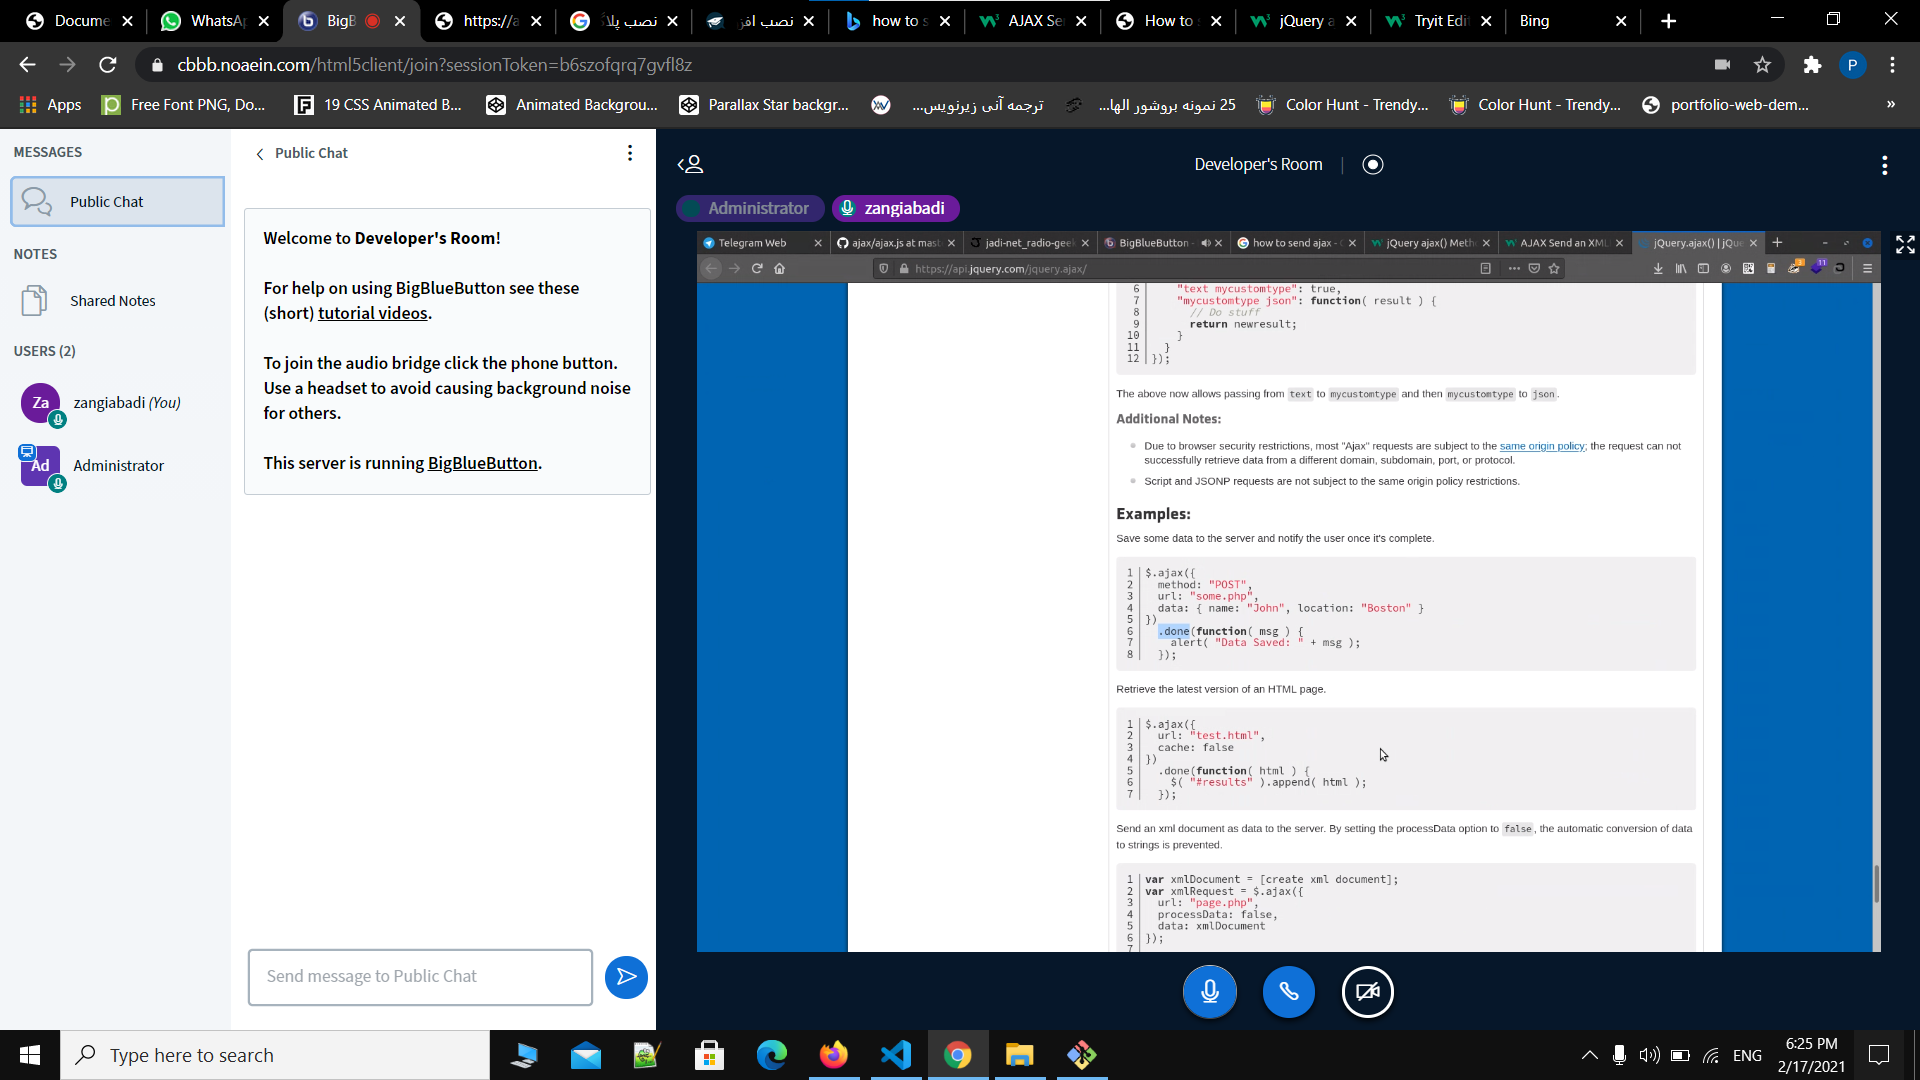 Docume
WhatsA
BigB
https://a
نصب پلاگ
نصب افز
how to s
AJAX Se
How to
jQuery a
Tryit Edit
Bing
cbbb.noaein.com/html5client/join?sessionToken=b6szofqrq7gvfl8z
P
Apps
Free Font PNG, Do...
19 CSS Animated B...
Animated Backgrou...
Parallax Star backgr...
ترجمه آنی زیرنویس...
25 نمونه بروشور الها...
Color Hunt - Trendy...
Color Hunt - Trendy...
portfolio-web-dem...
»
MESSAGES
Public Chat
NOTES
Shared Notes
USERS (2)
Za
zangiabadi (You)
Ad
Administrator
Public Chat
Welcome to Developer's Room!
For help on using BigBlueButton see these
(short) tutorial videos.
To join the audio bridge click the phone button.
Use a headset to avoid causing background noise
for others.
This server is running BigBlueButton.
Send message to Public Chat
Developer's Room
Administrator
zangiabadi
Telegram Web
ajax/ajax.js at mast
jadi-net_radio-geek
BigBlueButton -
how to send ajax - G
jQuery ajax() Meth
AJAX Send an XML
jQuery.ajax() | jQue
https://api.jquery.com/jquery.ajax/
6 "text mycustomtype": true,
7 "mycustomtype json": function( result ) {
8 // Do stuff
9 return newresult;
10 }
11 }
12 });
The above now allows passing from text to mycustomtype and then mycustomtype to json.
Additional Notes:
Due to browser security restrictions, most "Ajax" requests are subject to the same origin policy; the request can not
successfully retrieve data from a different domain, subdomain, port, or protocol.
Script and JSONP requests are not subject to the same origin policy restrictions.
Examples:
Save some data to the server and notify the user once it's complete.
1 $.ajax({
2 method: "POST",
3 url: "some.php",
4 data: { name: "John", location: "Boston" }
5 })
6 .done(function( msg ) {
7 alert( "Data Saved: " + msg );
8 });
Retrieve the latest version of an HTML page.
1 $.ajax({
2 url: "test.html",
3 cache: false
4 })
5 .done(function( html ) {
6 $( "#results" ).append( html );
7 });
Send an xml document as data to the server. By setting the processData option to false, the automatic conversion of data
to strings is prevented.
1 var xmlDocument = [create xml document];
2 var xmlRequest = $.ajax({
3 url: "page.php",
4 processData: false,
5 data: xmlDocument
6 });
7
Type here to search
ENG
6:25 PM
2/17/2021